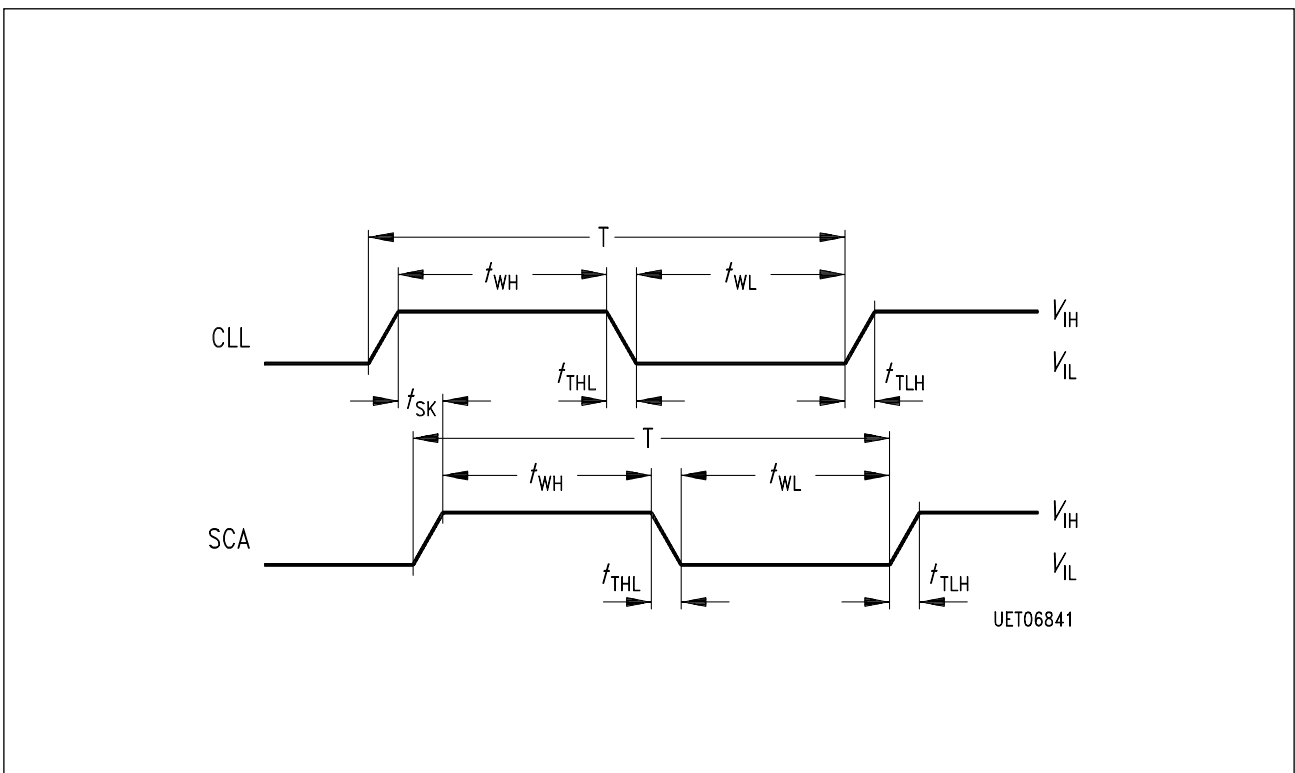 T
tWH tWL
CLL VIH
VIL
tTHL tTLH
tSK
T
tWH tWL
SCA VIH
VIL
tTHL tTLH
UET06841